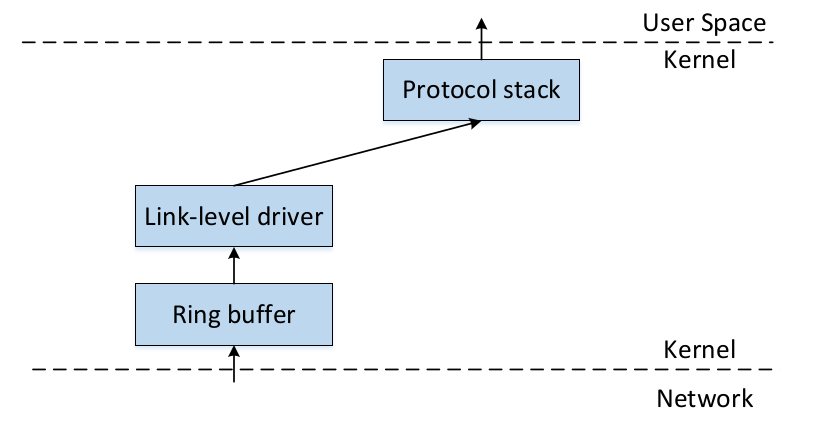 User Space
Kernel
Protocol stack
Link-level driver
Ring buffer
Kernel
Network